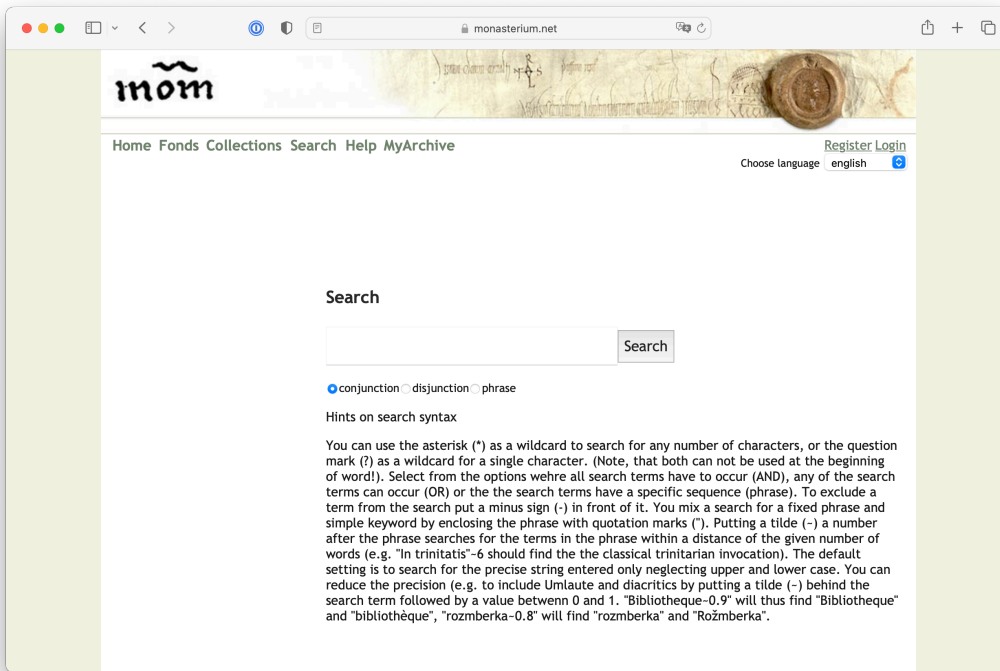 monasterium.net
mom
Home Fonds Collections Search Help MyArchive
Register Login
Choose language english
Search
Search
conjunction disjunction phrase
Hints on search syntax
You can use the asterisk (*) as a wildcard to search for any number of characters, or the question
mark (?) as a wildcard for a single character. (Note, that both can not be used at the beginning
of word!). Select from the options wehre all search terms have to occur (AND), any of the search
terms can occur (OR) or the the search terms have a specific sequence (phrase). To exclude a
term from the search put a minus sign (-) in front of it. You mix a search for a fixed phrase and
simple keyword by enclosing the phrase with quotation marks ("). Putting a tilde (~) a number
after the phrase searches for the terms in the phrase within a distance of the given number of
words (e.g. "In trinitatis"~6 should find the the classical trinitarian invocation). The default
setting is to search for the precise string entered only neglecting upper and lower case. You can
reduce the precision (e.g. to include Umlaute and diacritics by putting a tilde (~) behind the
search term followed by a value betwenn 0 and 1. "Bibliotheque~0.9" will thus find "Bibliotheque"
and "bibliothèque", "rozmberka~0.8" will find "rozmberka" and "Rožmberka".